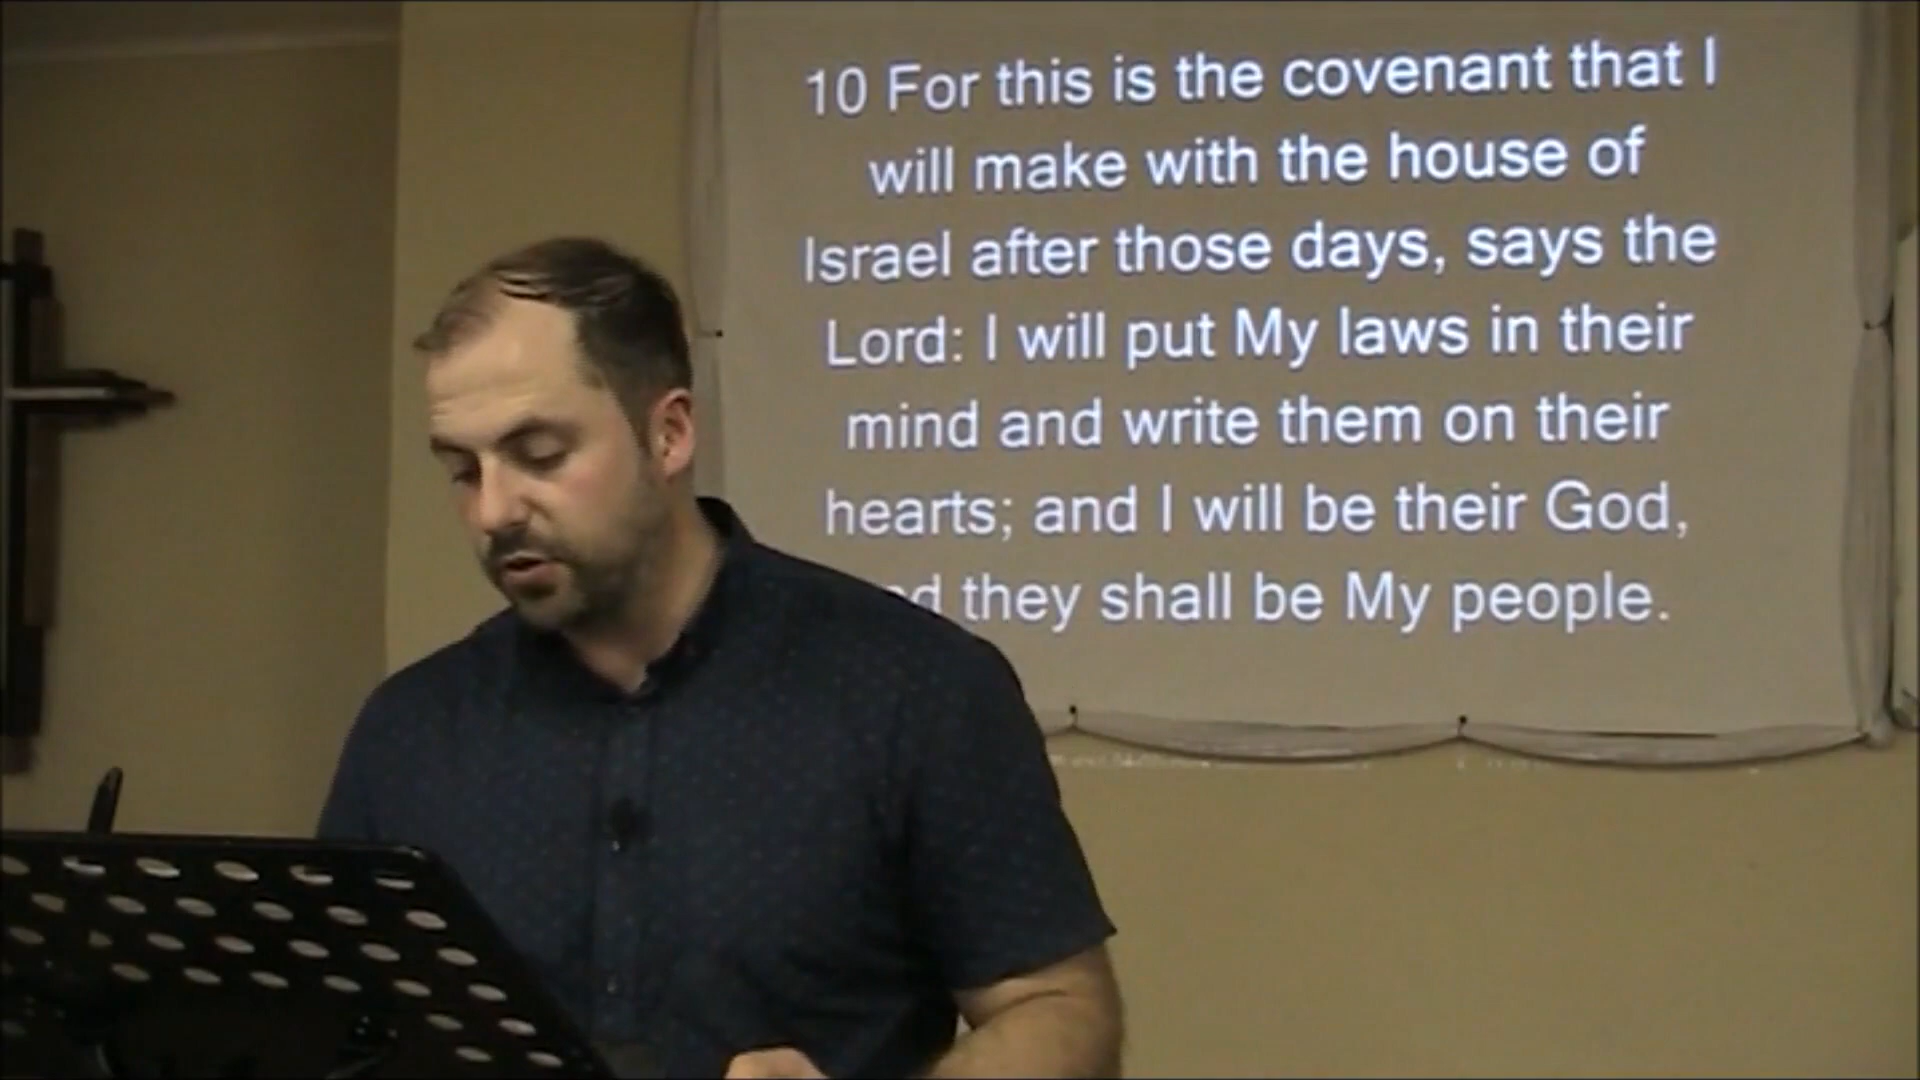 10 For this is the covenant that I
will make with the house of
Israel after those days, says the
Lord: I will put My laws in their
mind and write them on their
hearts; and I will be their God,
they shall be My people.